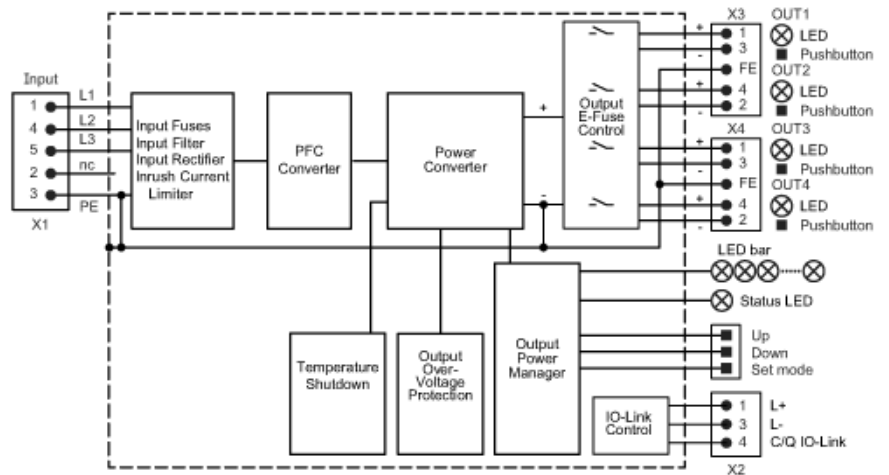 Input
1
L1
4
L2
5
L3
2
nc
3
PE
X1
Input Fuses
Input Filter
Input Rectifier
Inrush Current
Limiter
PFC
Converter
Power
Converter
+
-
Output
E-Fuse
Control
X3
OUT1
+
1
LED
3
Pushbutton
-
FE
OUT2
+
4
LED
2
Pushbutton
-
X4
OUT3
+
1
LED
3
Pushbutton
-
FE
OUT4
+
4
LED
2
Pushbutton
-
LED bar
Status LED
Temperature
Shutdown
Output
Over-
Voltage
Protection
Output
Power
Manager
Up
Down
Set mode
IO-Link
Control
1
L+
3
L-
4
C/Q IO-Link
X2